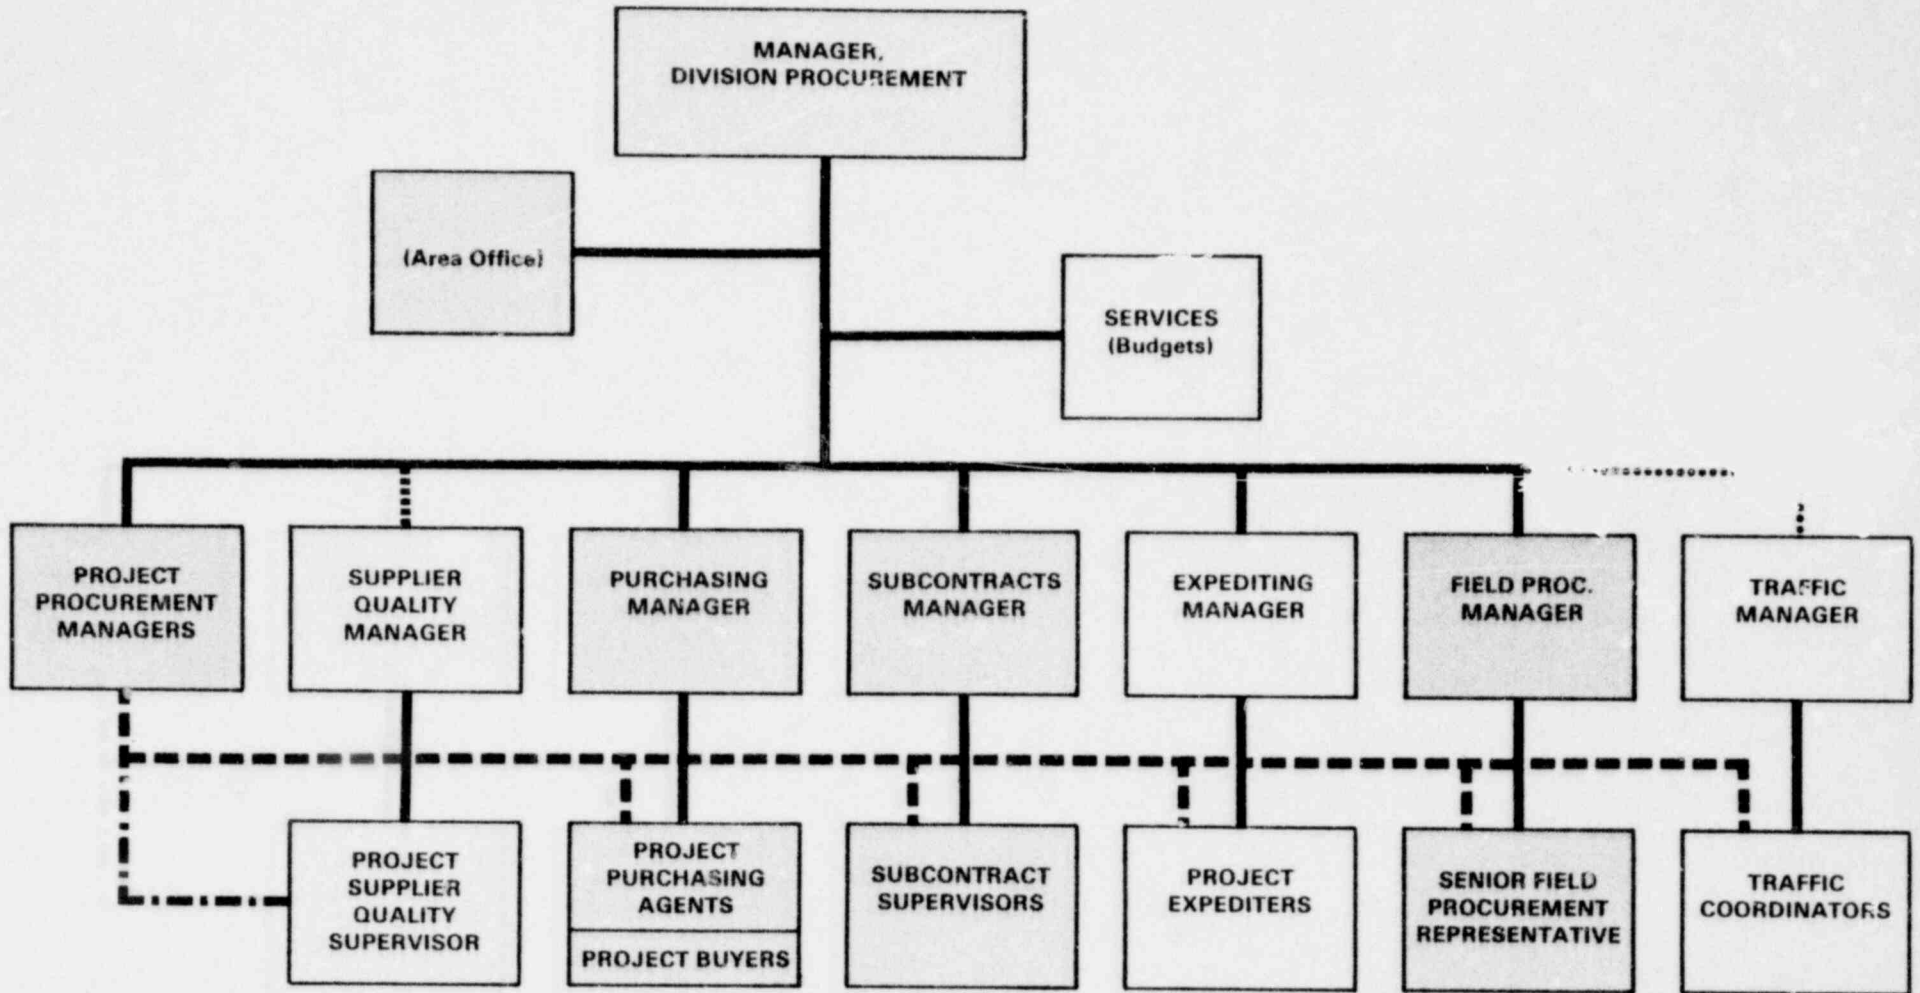 MANAGER,
DIVISION PROCUREMENT
(Area Office)
SERVICES
(Budgets)
PROJECT
PROCUREMENT
MANAGERS
SUPPLIER
QUALITY
MANAGER
PURCHASING
MANAGER
SUBCONTRACTS
MANAGER
EXPEDITING
MANAGER
FIELD PROC.
MANAGER
TRAFFIC
MANAGER
PROJECT
SUPPLIER
QUALITY
SUPERVISOR
PROJECT
PURCHASING
AGENTS
PROJECT BUYERS
SUBCONTRACT
SUPERVISORS
PROJECT
EXPEDITERS
SENIOR FIELD
PROCUREMENT
REPRESENTATIVE
TRAFFIC
COORDINATORS